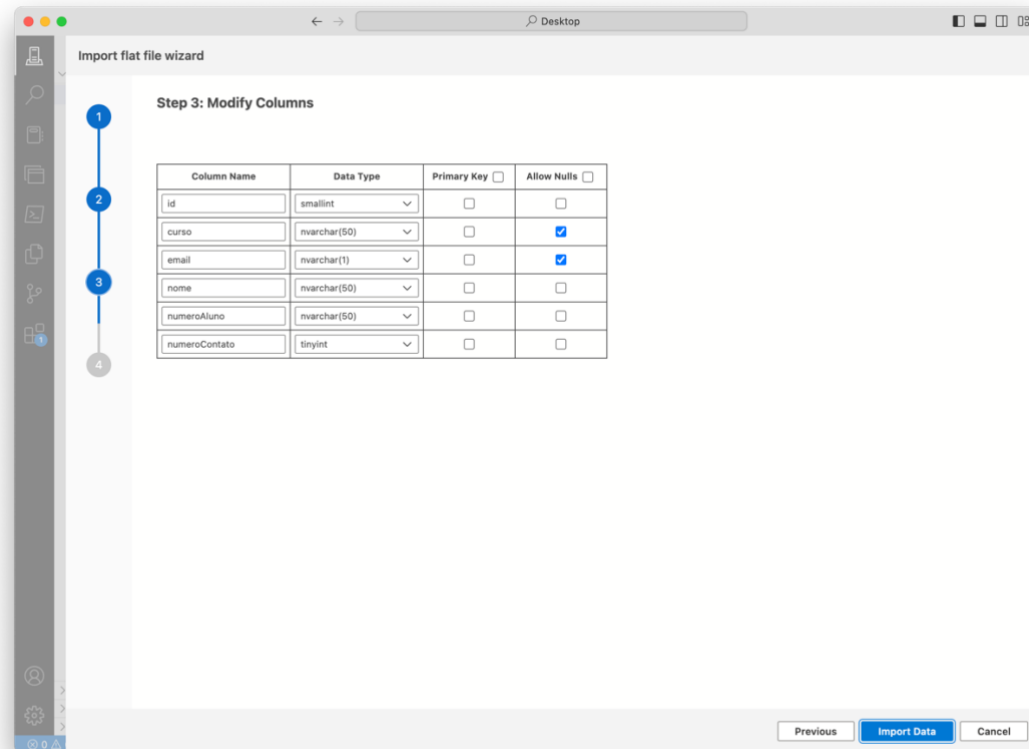 Desktop
Import flat file wizard
Step 3: Modify Columns
1
2
3
4
Column Name Data Type Primary Key Allow Nulls
id smallint
curso nvarchar(50)
email nvarchar(1)
nome nvarchar(50)
numeroAluno nvarchar(50)
numeroContato tinyint
1
0
Previous Import Data Cancel